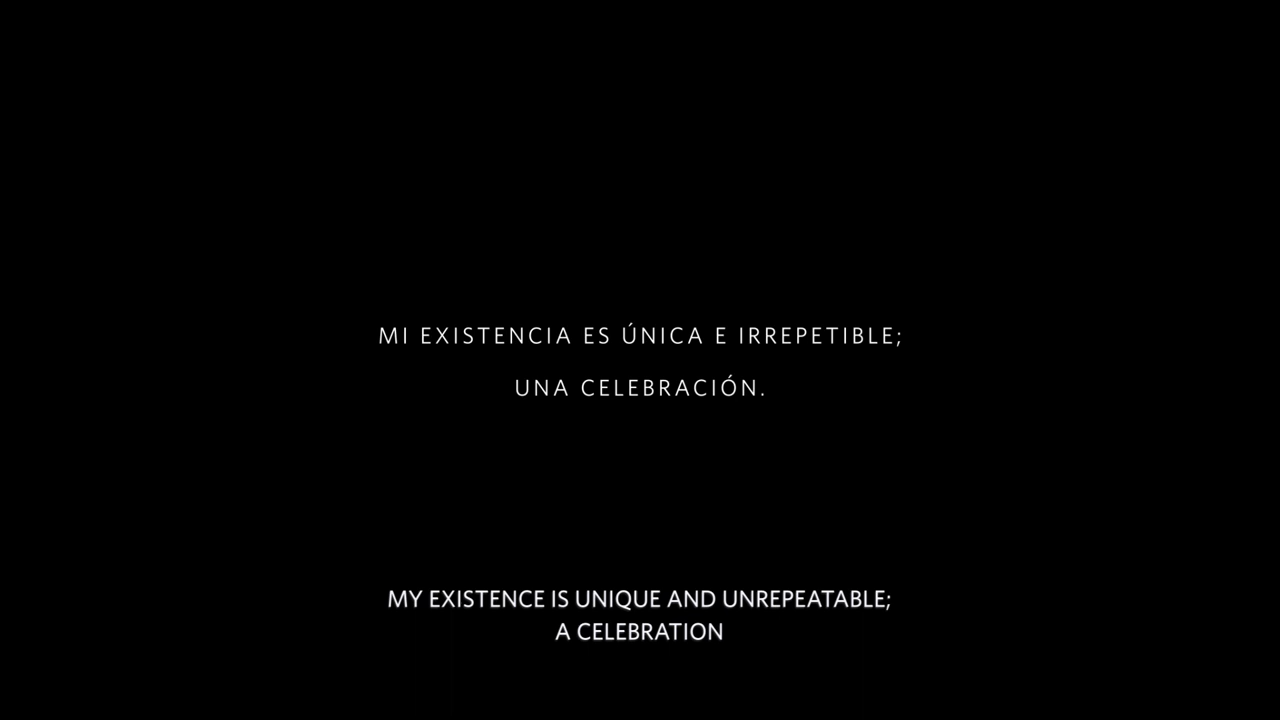 MI EXISTENCIA ES ÚNICA E IRREPETIBLE;
UNA CELEBRACIÓN.
MY EXISTENCE IS UNIQUE AND UNREPEATABLE;
A CELEBRATION